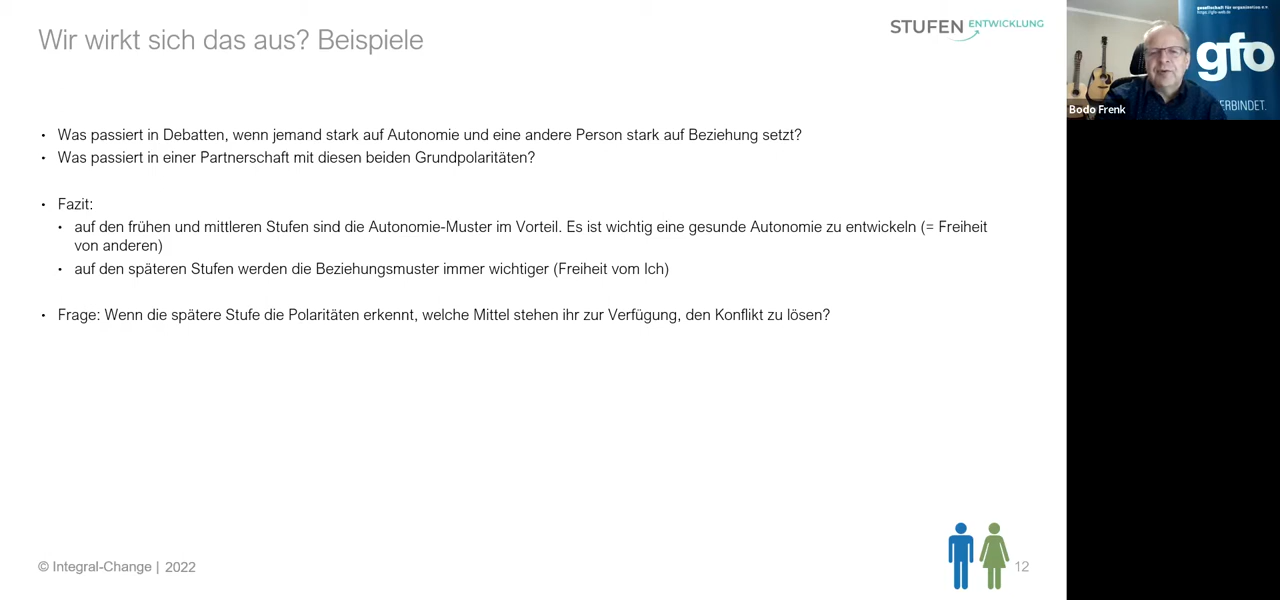 Wir wirkt sich das aus? Beispiele
STUFEN ENTWICKLUNG
• Was passiert in Debatten, wenn jemand stark auf Autonomie und eine andere Person stark auf Beziehung setzt?
• Was passiert in einer Partnerschaft mit diesen beiden Grundpolaritäten?
• Fazit:
• auf den frühen und mittleren Stufen sind die Autonomie-Muster im Vorteil. Es ist wichtig eine gesunde Autonomie zu entwickeln (= Freiheit
von anderen)
• auf den späteren Stufen werden die Beziehungsmuster immer wichtiger (Freiheit vom Ich)
• Frage: Wenn die spätere Stufe die Polaritäten erkennt, welche Mittel stehen ihr zur Verfügung, den Konflikt zu lösen?
© Integral-Change | 2022
12
gesellschaft für organisation e.v.
gfo
ERBINDET.
Bodo Frenk